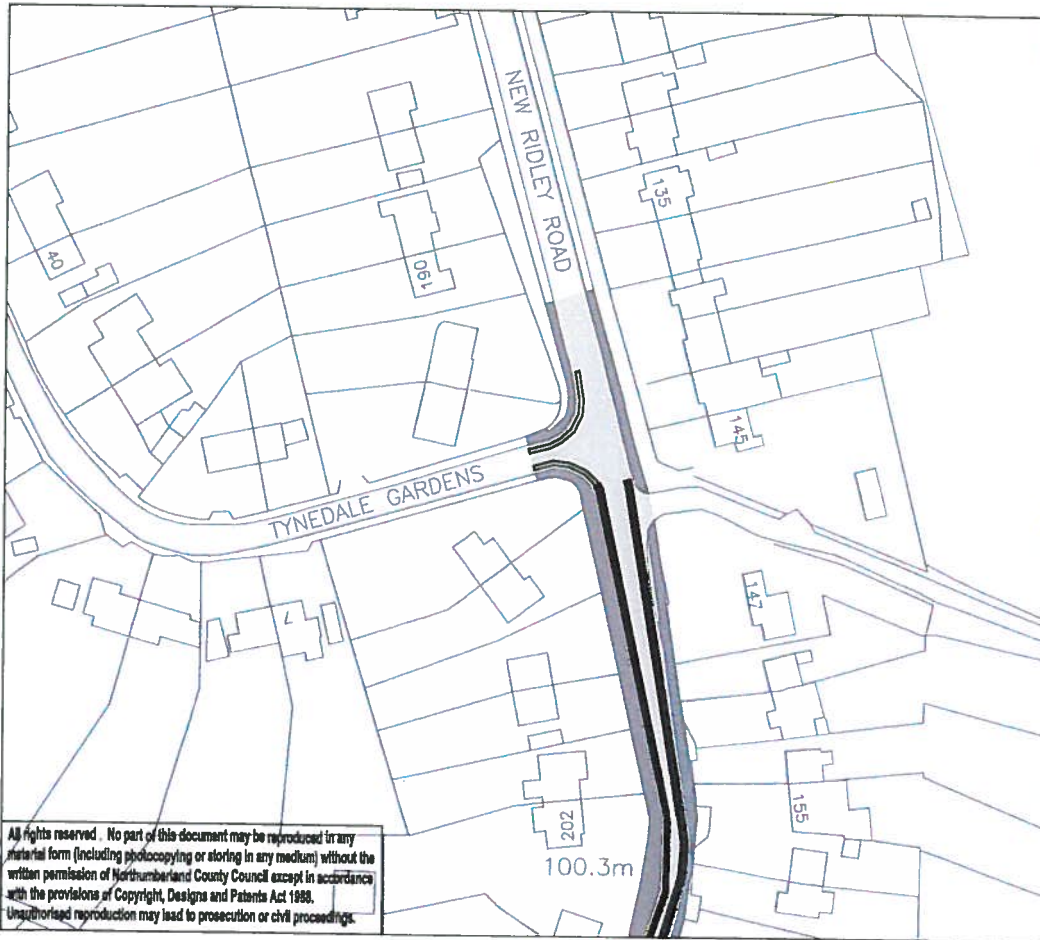 NEW RIDLEY ROAD
135
40
190
145
TYNEDALE GARDENS
147
7
155
202
100.3m
All rights reserved . No part of this document may be reproduced in any
material form (including photocopying or storing in any medium) without the
written permission of Northumberland County Council except in accordance
with the provisions of Copyright, Designs and Patents Act 1988.
Unauthorised reproduction may lead to prosecution or civil proceedings.